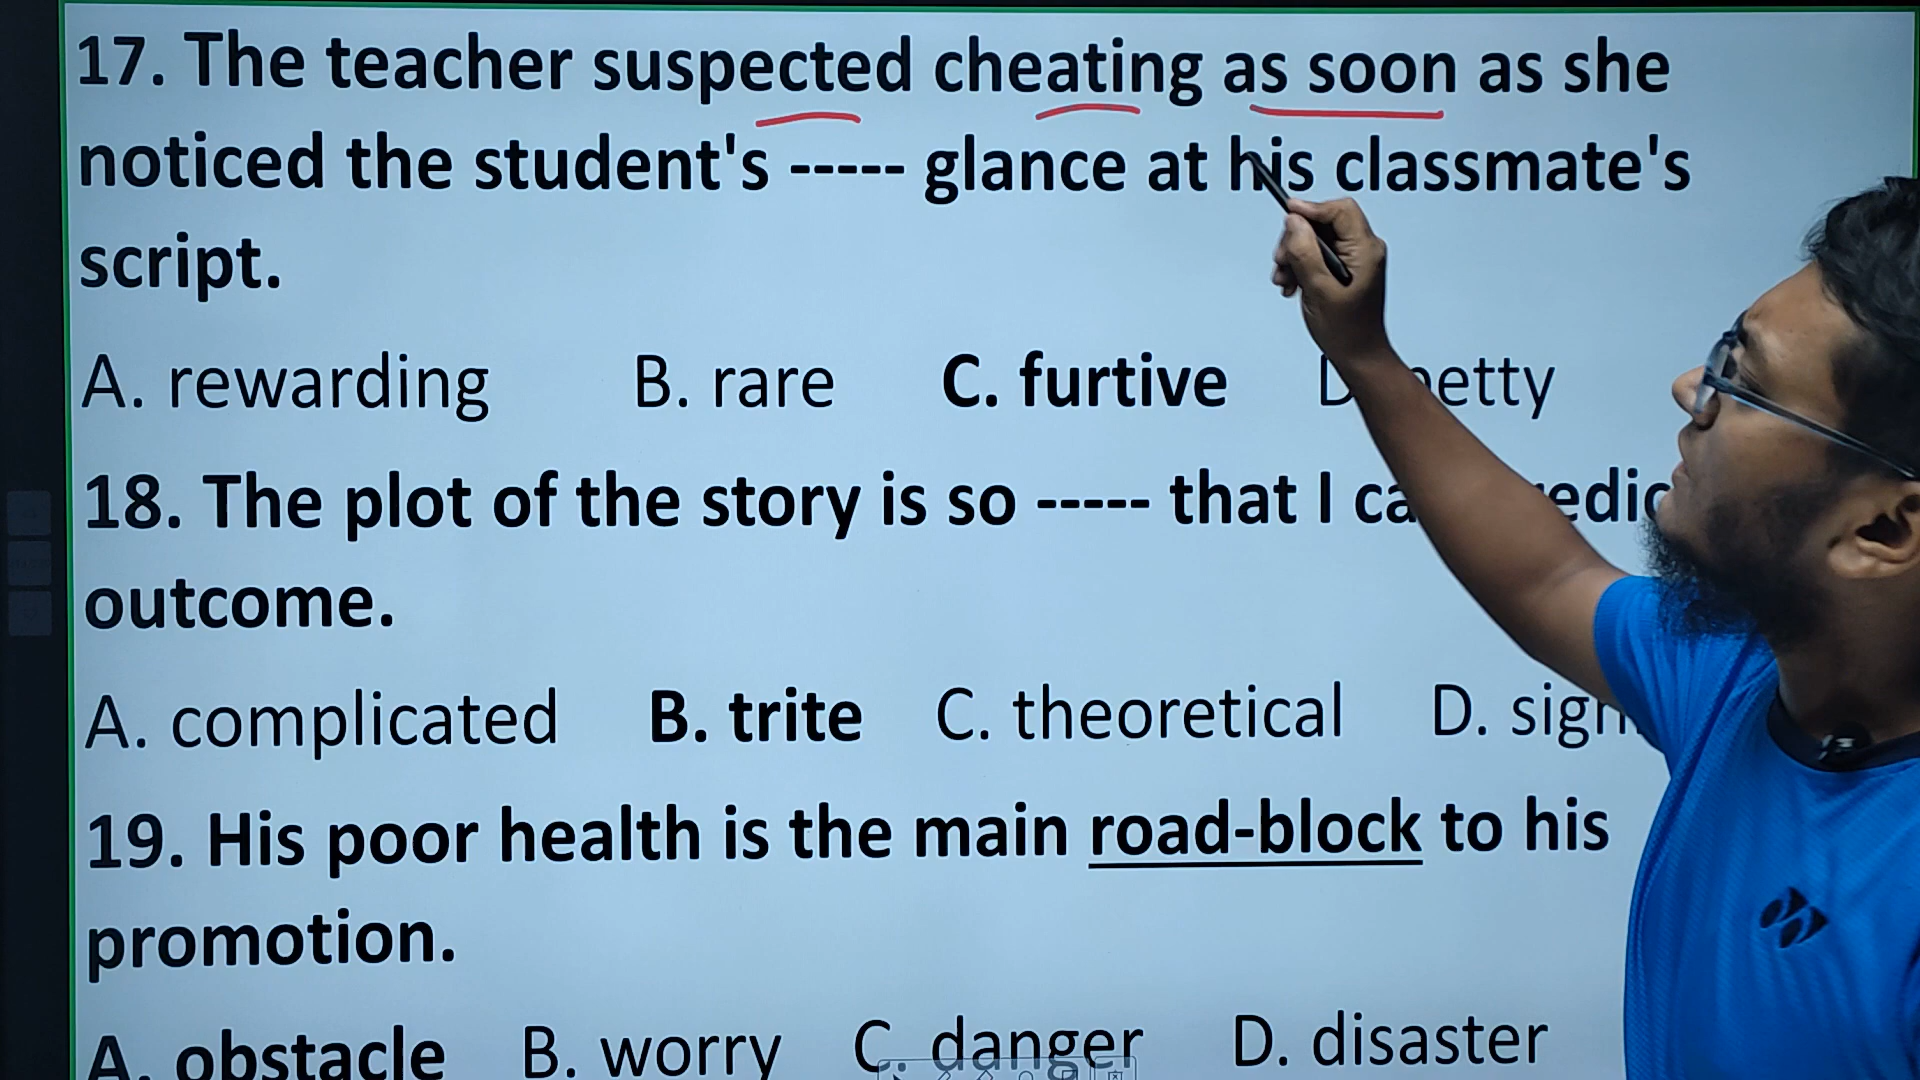 17. The teacher suspected cheating as soon as she
noticed the student's ----- glance at his classmate's
script.
A. rewarding B. rare C. furtive D. petty
18. The plot of the story is so ----- that I
outcome.
A. complicated B. trite C. theoretical D.
19. His poor health is the main road-block to his
promotion.
A. obstacle B. worry C. danger D. disaster